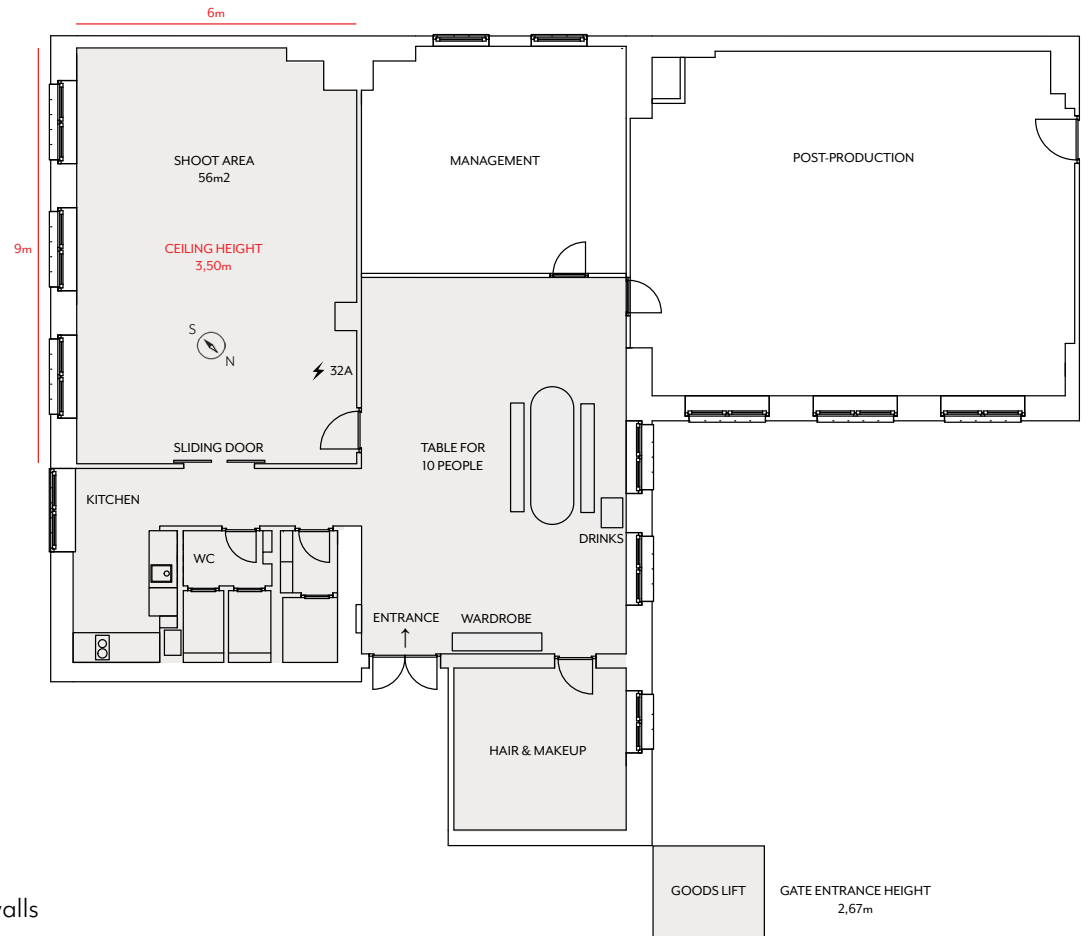 6m
SHOOT AREA
56m2
MANAGEMENT
POST-PRODUCTION
9m
CEILING HEIGHT
3,50m
S
N
32A
SLIDING DOOR
TABLE FOR
10 PEOPLE
KITCHEN
DRINKS
WC
ENTRANCE
WARDROBE
HAIR & MAKEUP
GOODS LIFT
GATE ENTRANCE HEIGHT
2,67m